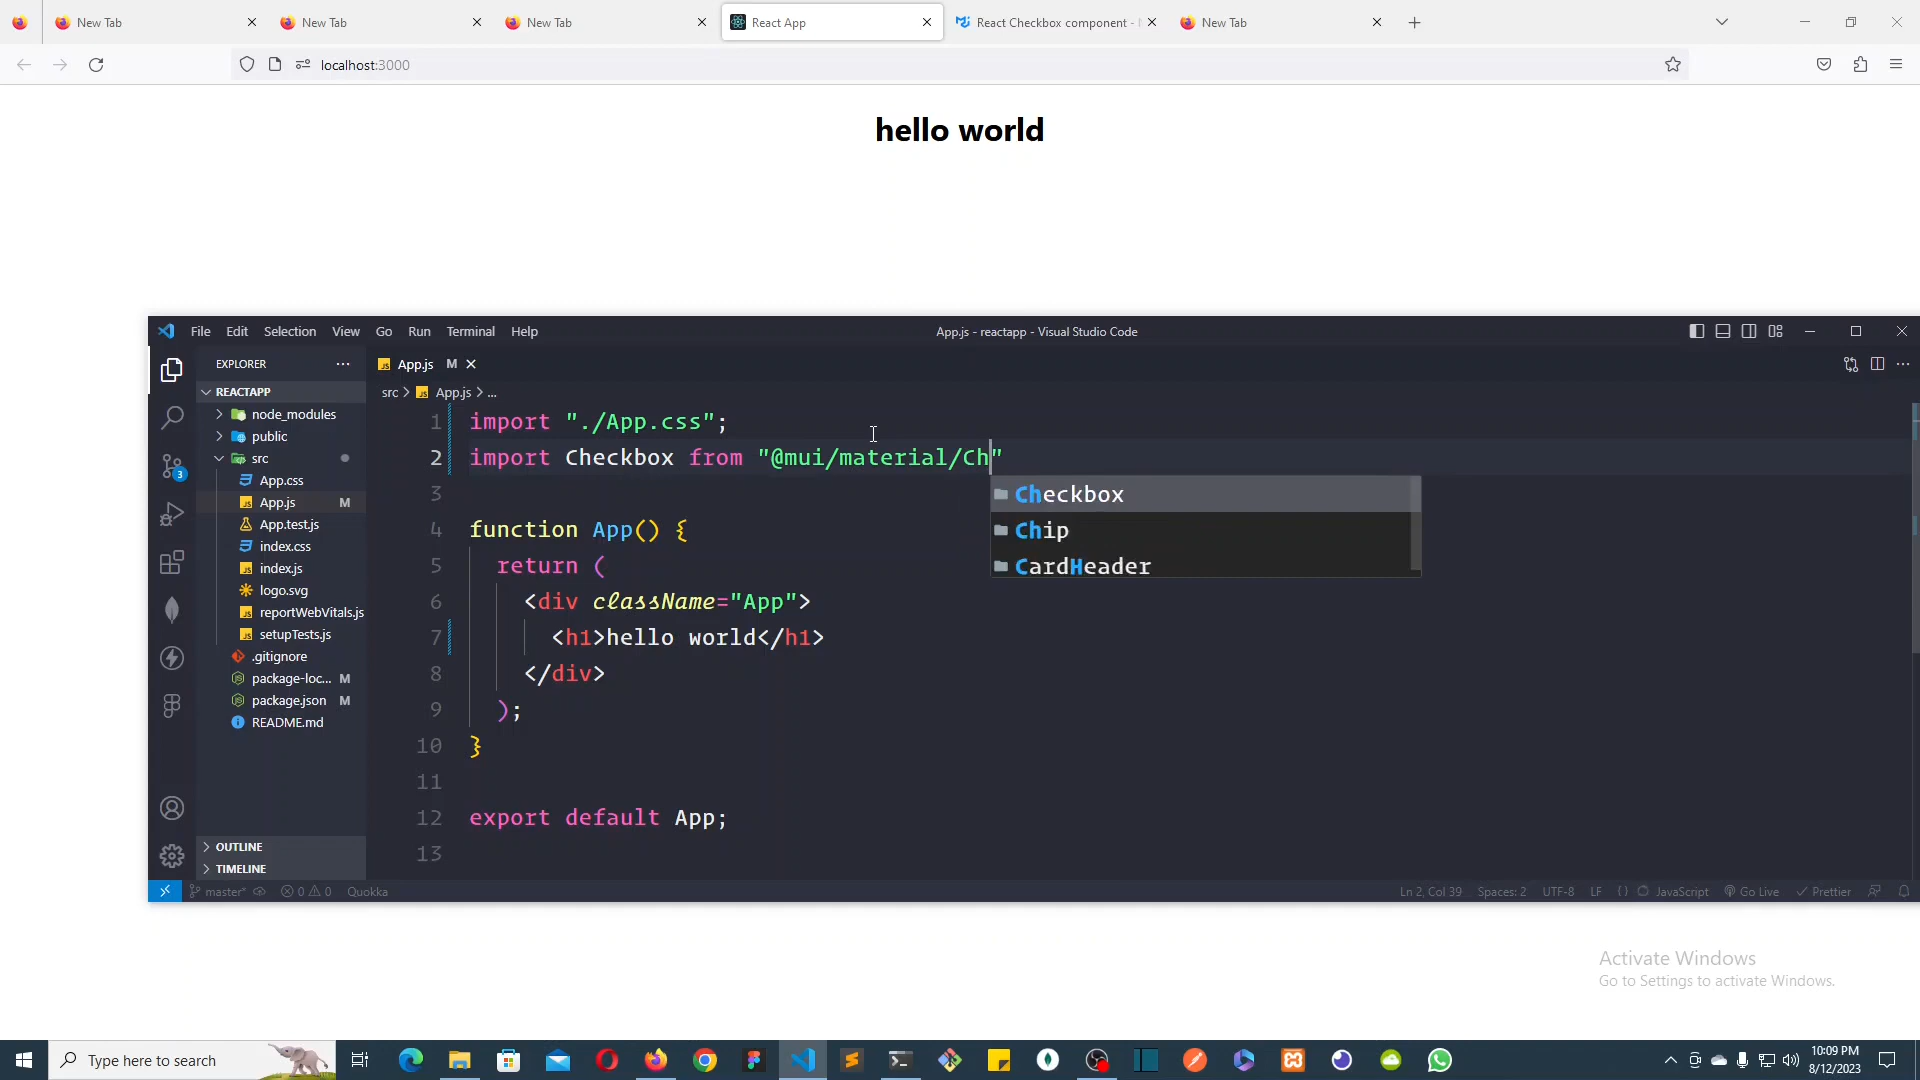 New Tab
New Tab
New Tab
React App
React Checkbox component -
New Tab
localhost:3000
hello world
File Edit Selection View Go Run Terminal Help
App.js - reactapp - Visual Studio Code
EXPLORER
REACTAPP
node_modules
public
src
App.css
App.js M
App.test.js
index.css
index.js
logo.svg
reportWebVitals.js
setupTests.js
.gitignore
package-loc... M
package.json M
README.md
OUTLINE
TIMELINE
3
App.js M
src > App.js > ...
1 import "./App.css";
2 import Checkbox from "@mui/material/Ch"
3
4 function App() {
5 return (
6 <div className="App">
7 <h1>hello world</h1>
8 </div>
9 );
10 }
11
12 export default App;
13
Checkbox
Chip
CardHeader
master* 0 0 Quokka
Ln 2, Col 39 Spaces: 2 UTF-8 LF {} JavaScript Go Live Prettier
Activate Windows
Go to Settings to activate Windows.
Type here to search
10:09 PM
8/12/2023